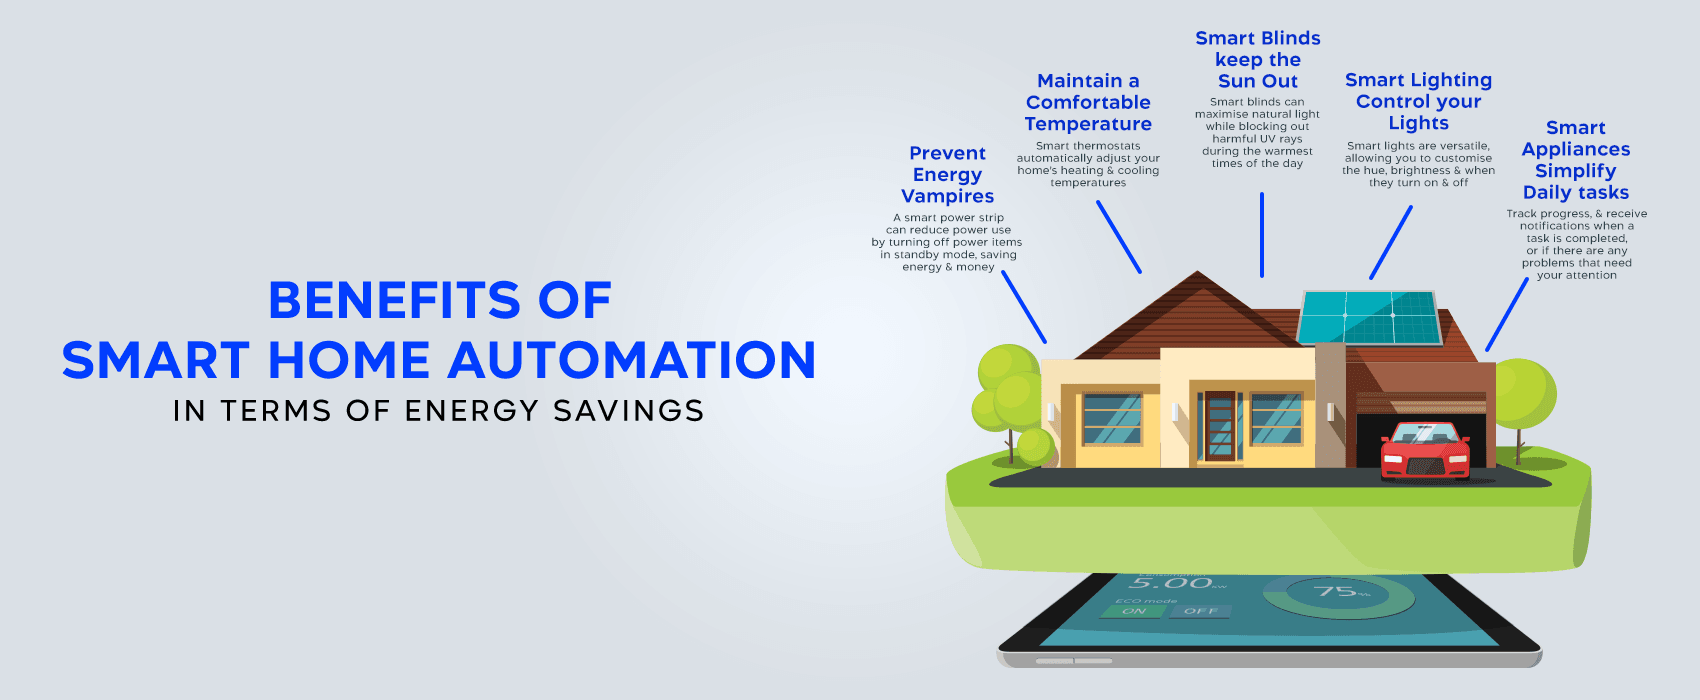 BENEFITS OF
SMART HOME AUTOMATION
IN TERMS OF ENERGY SAVINGS
Prevent
Energy
Vampires
A smart power strip
can reduce power use
by turning off power items
in standby mode, saving
energy & money
Maintain a
Comfortable
Temperature
Smart thermostats
automatically adjust your
home's heating & cooling
temperatures
Smart Blinds
keep the
Sun Out
Smart blinds can
maximise natural light
while blocking out
harmful UV rays
during the warmest
times of the day
Smart Lighting
Control your
Lights
Smart lights are versatile,
allowing you to customise
the hue, brightness & when
they turn on & off
Smart
Appliances
Simplify
Daily tasks
Track progress, & receive
notifications when a
task is completed,
or if there are any
problems that need
your attention
5.00
ECO mode
ON OFF
75%